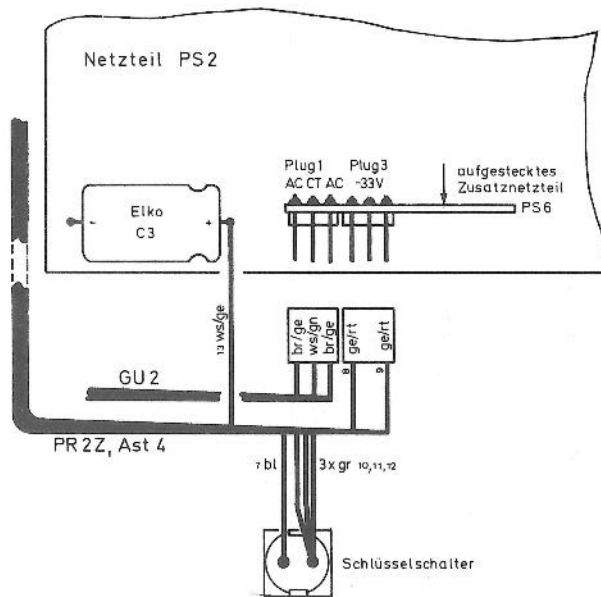 Netzteil PS2
Plug1 Plug3
AC CT AC -33V
aufgestecktes
Zusatznetzteil
PS6
- Elko +
C3
13 ws/ge
br/ge
ws/gn
br/ge
ge/rt
ge/rt
8
9
GU 2
PR 2Z, Ast 4
7 bl
3x gr 10,11,12
Schlüsselschalter